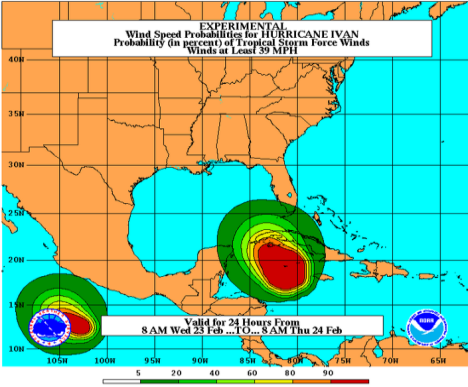 EXPERIMENTAL
Wind Speed Probabilities for HURRICANE IVAN
Probability (in percent) of Tropical Storm Force Winds
Winds at Least 39 MPH
40N
35N
30N
25N
20N
15N
10N
Valid for 24 Hours From
8 AM Wed 23 Feb ...TO... 8 AM Thu 24 Feb
NOAA
105W 100W 95W 90W 85W 80W 75W 70W 65W
5 20 40 60 80 90